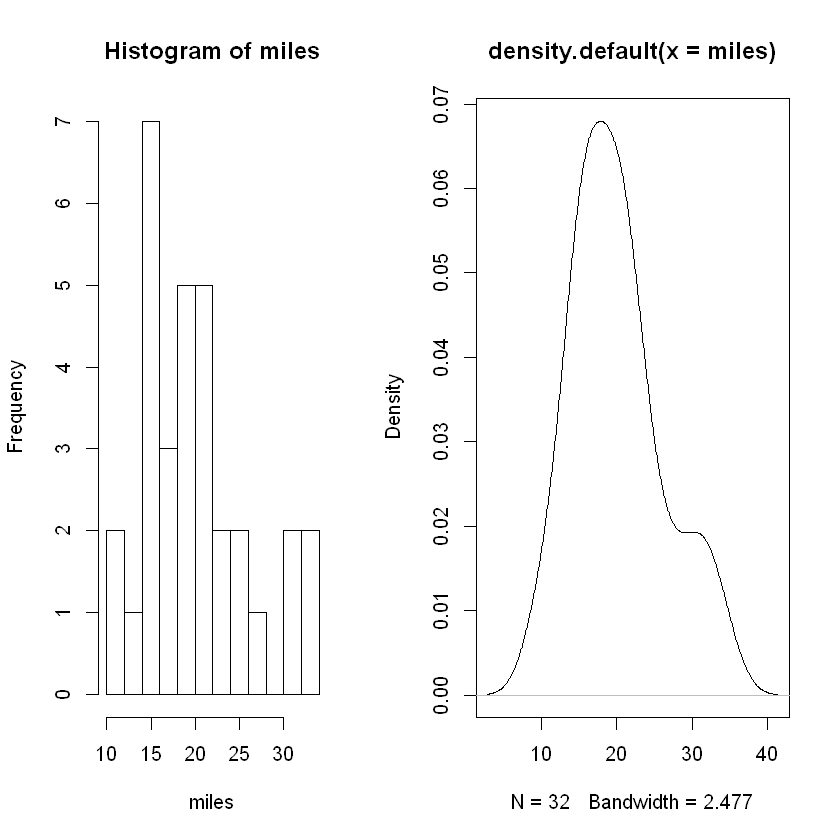 Histogram of miles
Frequency
7
6
5
4
3
2
1
0
10 15 20 25 30
miles
density.default(x = miles)
Density
0.07
0.06
0.05
0.04
0.03
0.02
0.01
0.00
10 20 30 40
N = 32 Bandwidth = 2.477